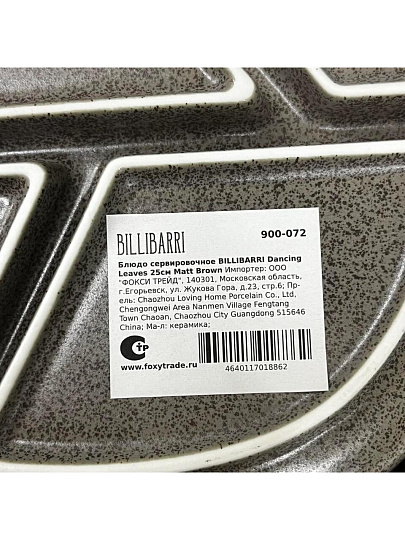 BILLIBARRI
900-072
Блюдо сервировочное BILLIBARRI Dancing
Leaves 25см Matt Brown Импортер: ООО
"ФОКСИ ТРЕЙД", 140301, Московская область,
г.Егорьевск, ул. Жукова Гора, д.23, стр.6; Пр-
ель: Chaozhou Loving Home Porcelain Co., Ltd,
Chengongwei Area Nanmen Village Fengtang
Town Chaoan, Chaozhou City Guangdong 515646
China; Ма-л: керамика;
СТР
www.foxytrade.ru
4640117018862